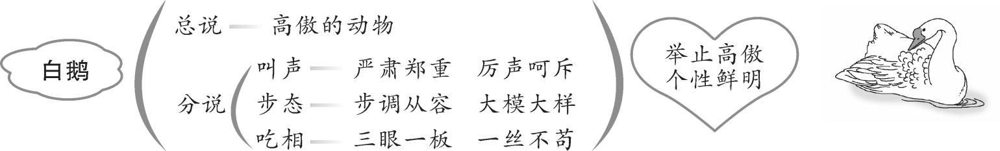 白鹅
总说 — 高傲的动物
分说
叫声 — 严肃郑重 厉声呵斥
步态 — 步调从容 大模大样
吃相 — 三眼一板 一丝不苟
举止高傲
个性鲜明